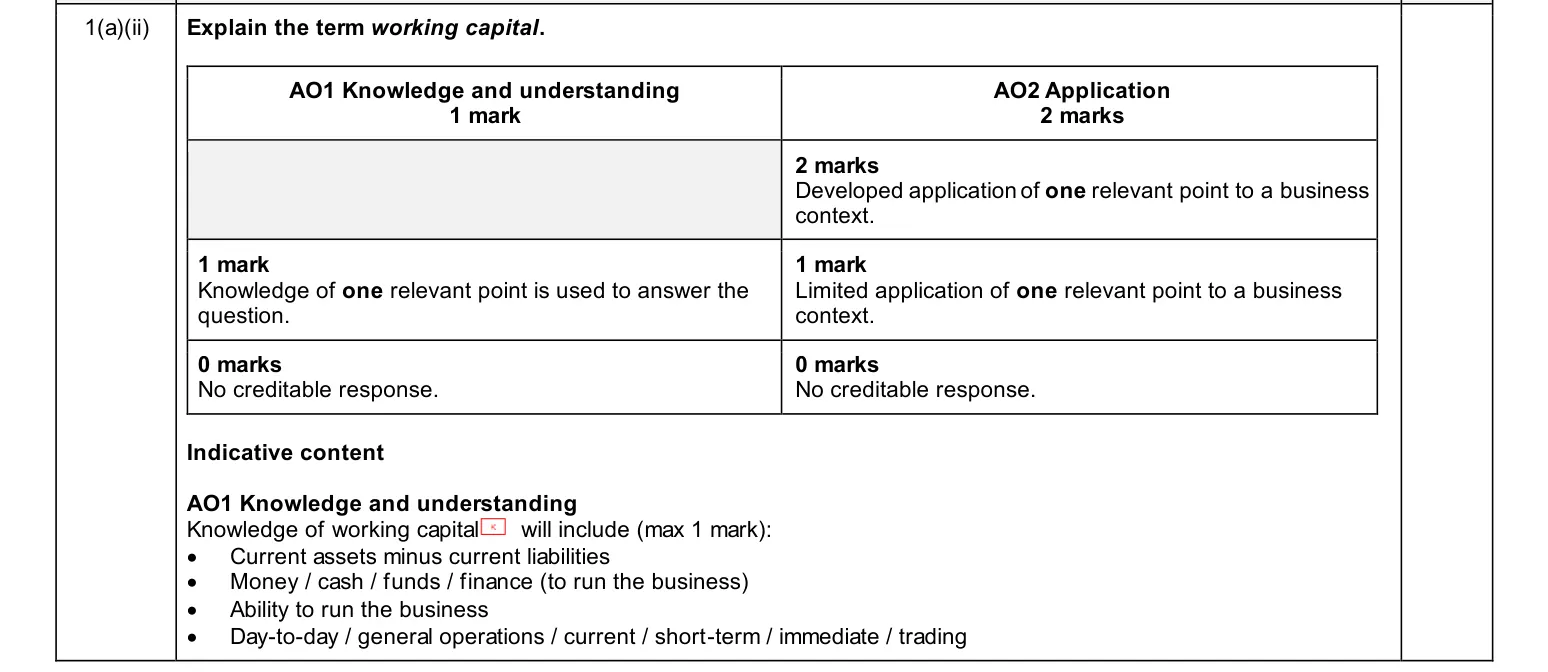 1(a)(ii)
Explain the term working capital.
AO1 Knowledge and understanding
1 mark
AO2 Application
2 marks
2 marks
Developed application of one relevant point to a business
context.
1 mark
Knowledge of one relevant point is used to answer the
question.
1 mark
Limited application of one relevant point to a business
context.
0 marks
No creditable response.
0 marks
No creditable response.
Indicative content
AO1 Knowledge and understanding
Knowledge of working capital K will include (max 1 mark):
• Current assets minus current liabilities
• Money / cash / funds / finance (to run the business)
• Ability to run the business
• Day-to-day / general operations / current / short-term / immediate / trading